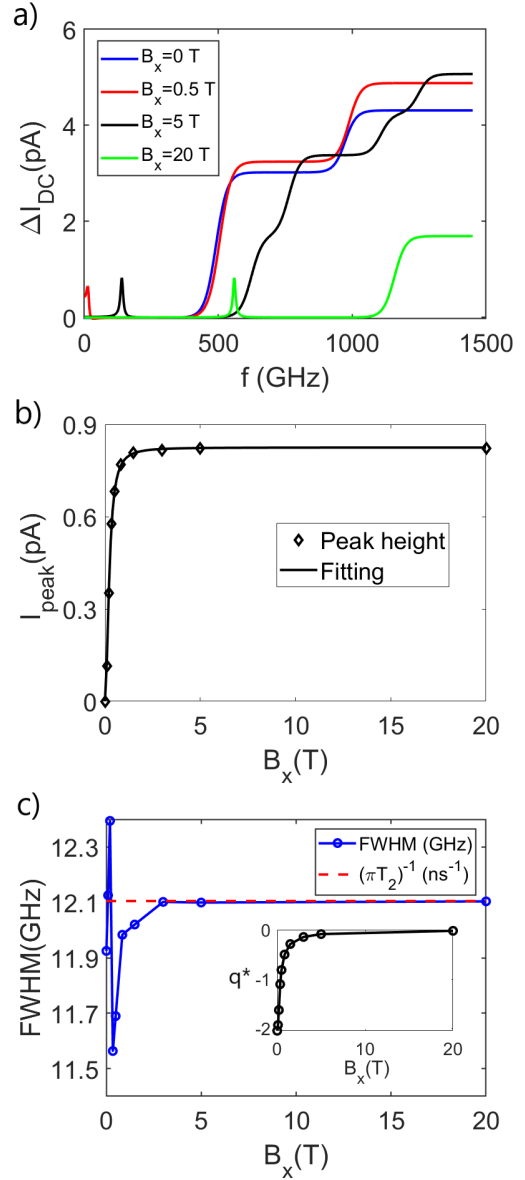 a)
6
4
2
0
ΔI_DC(pA)
B_x=0 T
B_x=0.5 T
B_x=5 T
B_x=20 T
0 500 1000 1500
f (GHz)
b)
0.9
0.6
0.3
0
I_peak(pA)
Peak height
Fitting
0 5 10 15 20
B_x(T)
c)
12.3
12.1
11.9
11.7
11.5
FWHM(GHz)
FWHM (GHz)
(πT_2)^-1 (ns^-1)
0
q* -1
-2
0 10 20
B_x(T)
0 5 10 15 20
B_x(T)